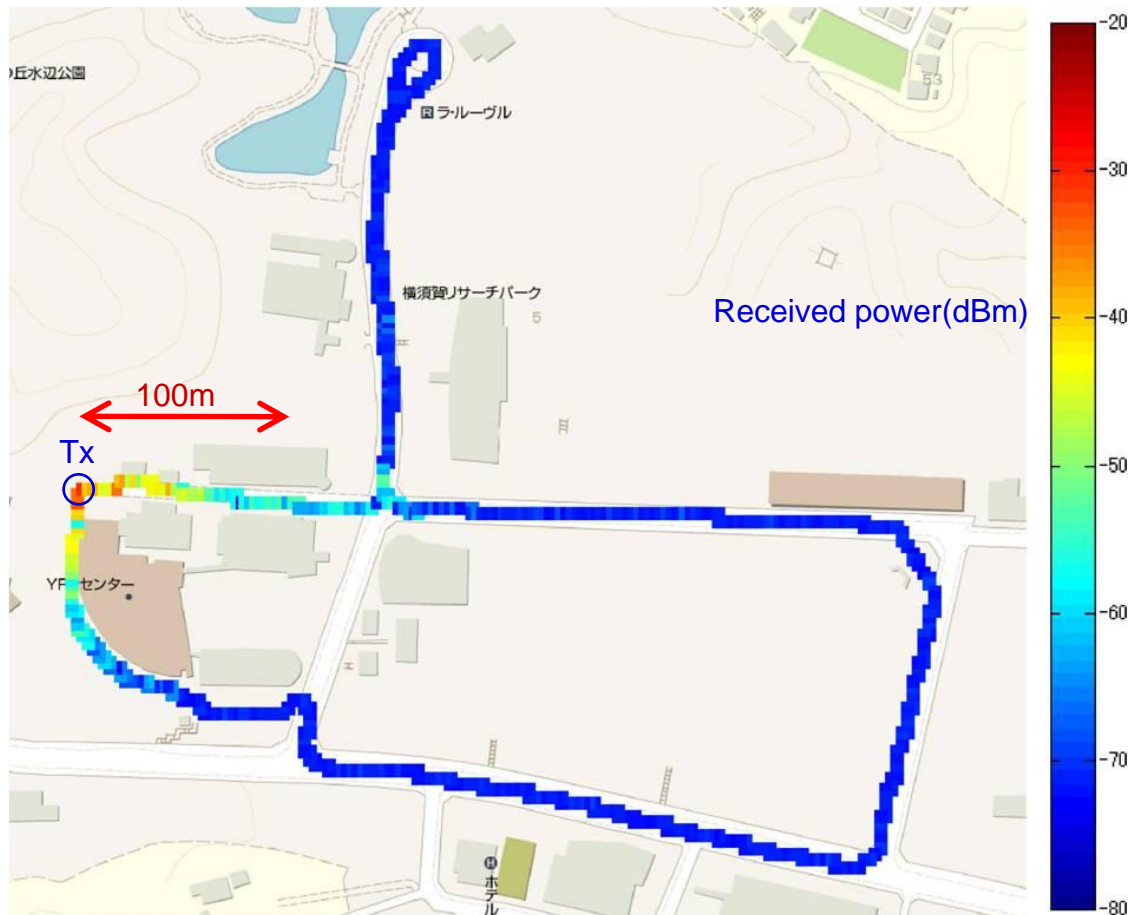 の丘水辺公園
53
R ラ・ルーヴル
横須賀リサーチパーク
5
Received power(dBm)
100m
Tx
H
YRPセンター
H
H
ホテル
-20
-30
-40
-50
-60
-70
-80